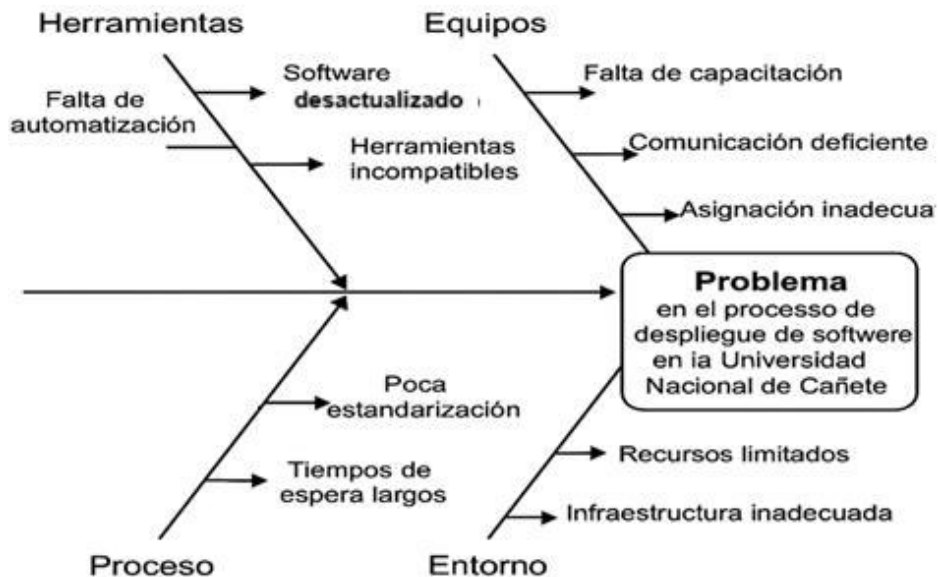 Herramientas
Equipos
Software
desactualizado
Falta de
automatización
Herramientas
incompatibles
Falta de capacitación
Comunicación deficiente
Asignación inadecua
Problema
en el processo de
despliegue de softwere
en ia Universidad
Nacional de Cañete
Poca
estandarización
Tiempos de
espera largos
Recursos limitados
Infraestructura inadecuada
Proceso
Entorno